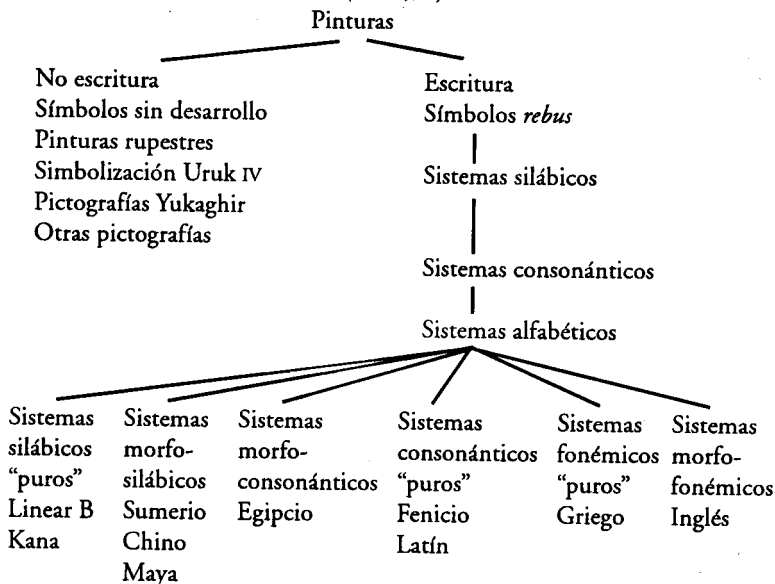 Pinturas
No escritura
Símbolos sin desarrollo
Pinturas rupestres
Simbolización Uruk IV
Pictografías Yukaghir
Otras pictografías
Escritura
Símbolos rebus
Sistemas silábicos
Sistemas consonánticos
Sistemas alfabéticos
Sistemas
silábicos
“puros”
Linear B
Kana
Sistemas
morfo-
silábicos
Sumerio
Chino
Maya
Sistemas
morfo-
consonánticos
Egipcio
Sistemas
consonánticos
“puros”
Fenicio
Latín
Sistemas
fonémicos
“puros”
Griego
Sistemas
morfo-
fonémicos
Inglés